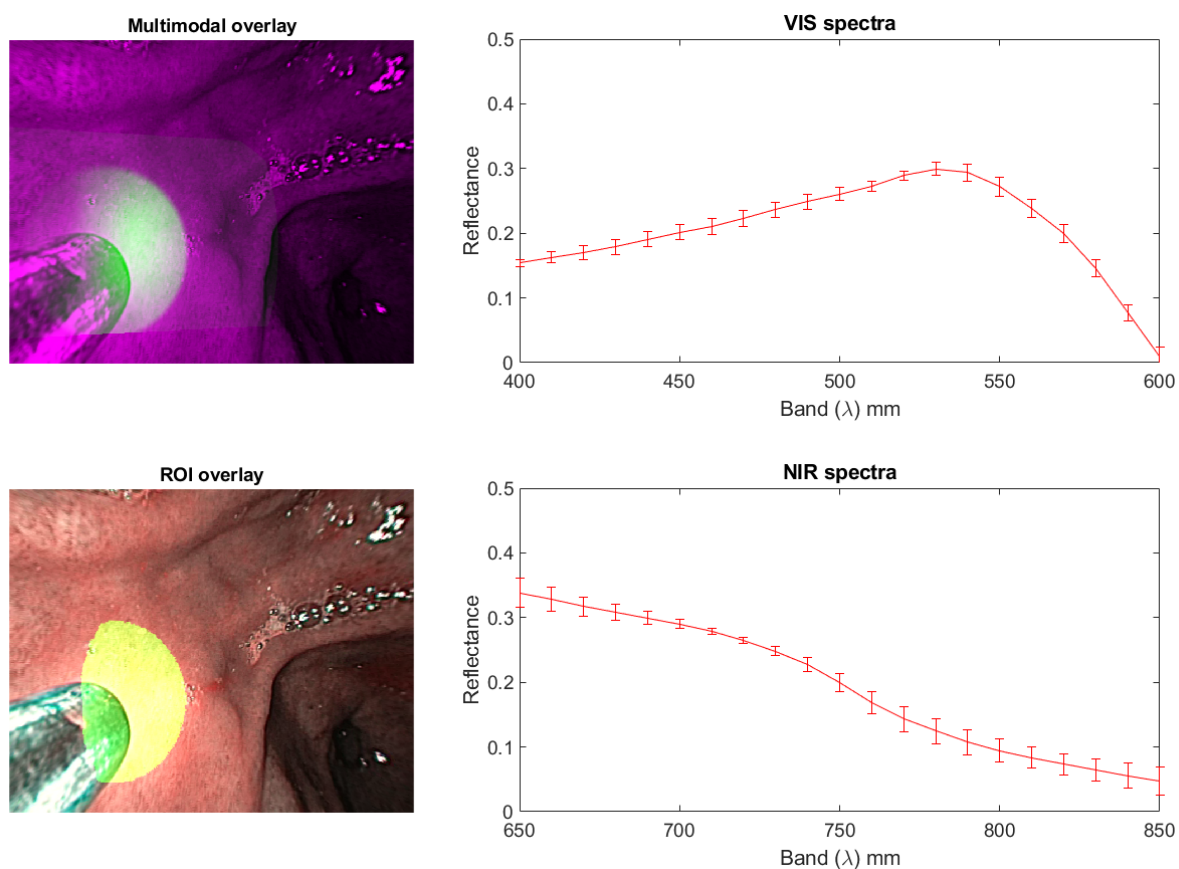 Multimodal overlay
VIS spectra
0.5
0.4
0.3
0.2
0.1
0
Reflectance
400
450
500
550
600
Band (λ) mm
ROI overlay
NIR spectra
0.5
0.4
0.3
0.2
0.1
0
Reflectance
650
700
750
800
850
Band (λ) mm